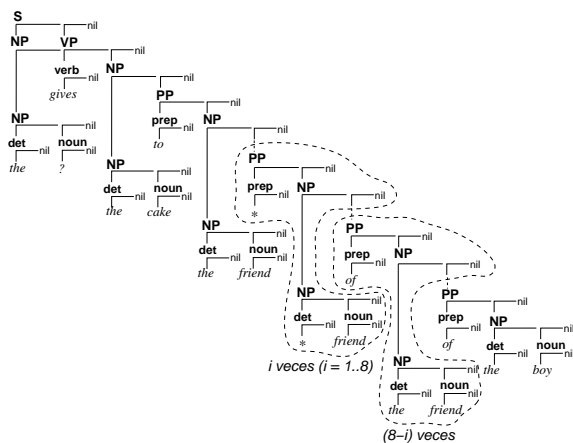 S nil
NP VP nil
verb nil NP nil
gives PP nil
NP nil prep nil NP nil
det nil noun nil to PP nil
the ? NP nil prep nil NP nil
det nil noun nil * PP nil
the cake NP nil prep nil NP nil
det nil noun nil of PP nil
the friend NP nil prep nil NP nil
det nil noun nil of det nil noun nil
* friend NP nil the boy
i veces (i = 1..8) det nil noun nil
the friend
(8−i) veces